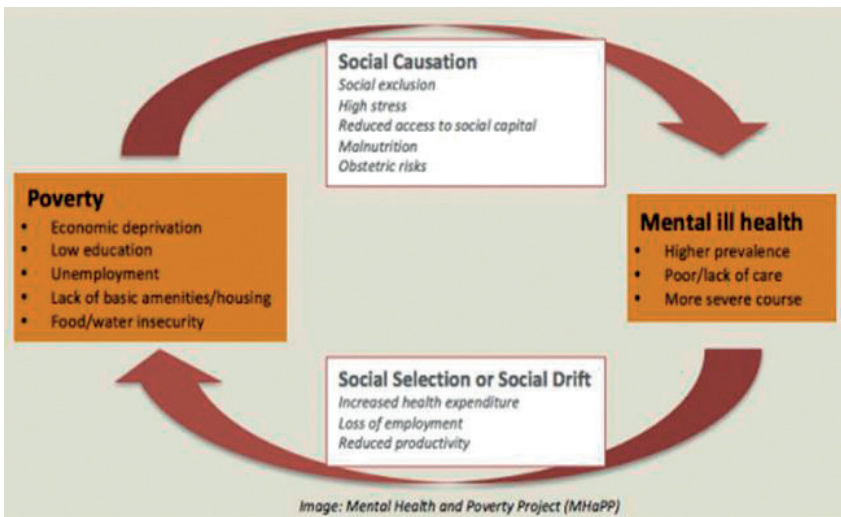 Social Causation
Social exclusion
High stress
Reduced access to social capital
Malnutrition
Obstetric risks
Poverty
• Economic deprivation
• Low education
• Unemployment
• Lack of basic amenities/housing
• Food/water insecurity
Mental ill health
• Higher prevalence
• Poor/lack of care
• More severe course
Social Selection or Social Drift
Increased health expenditure
Loss of employment
Reduced productivity
Image: Mental Health and Poverty Project (MHaPP)